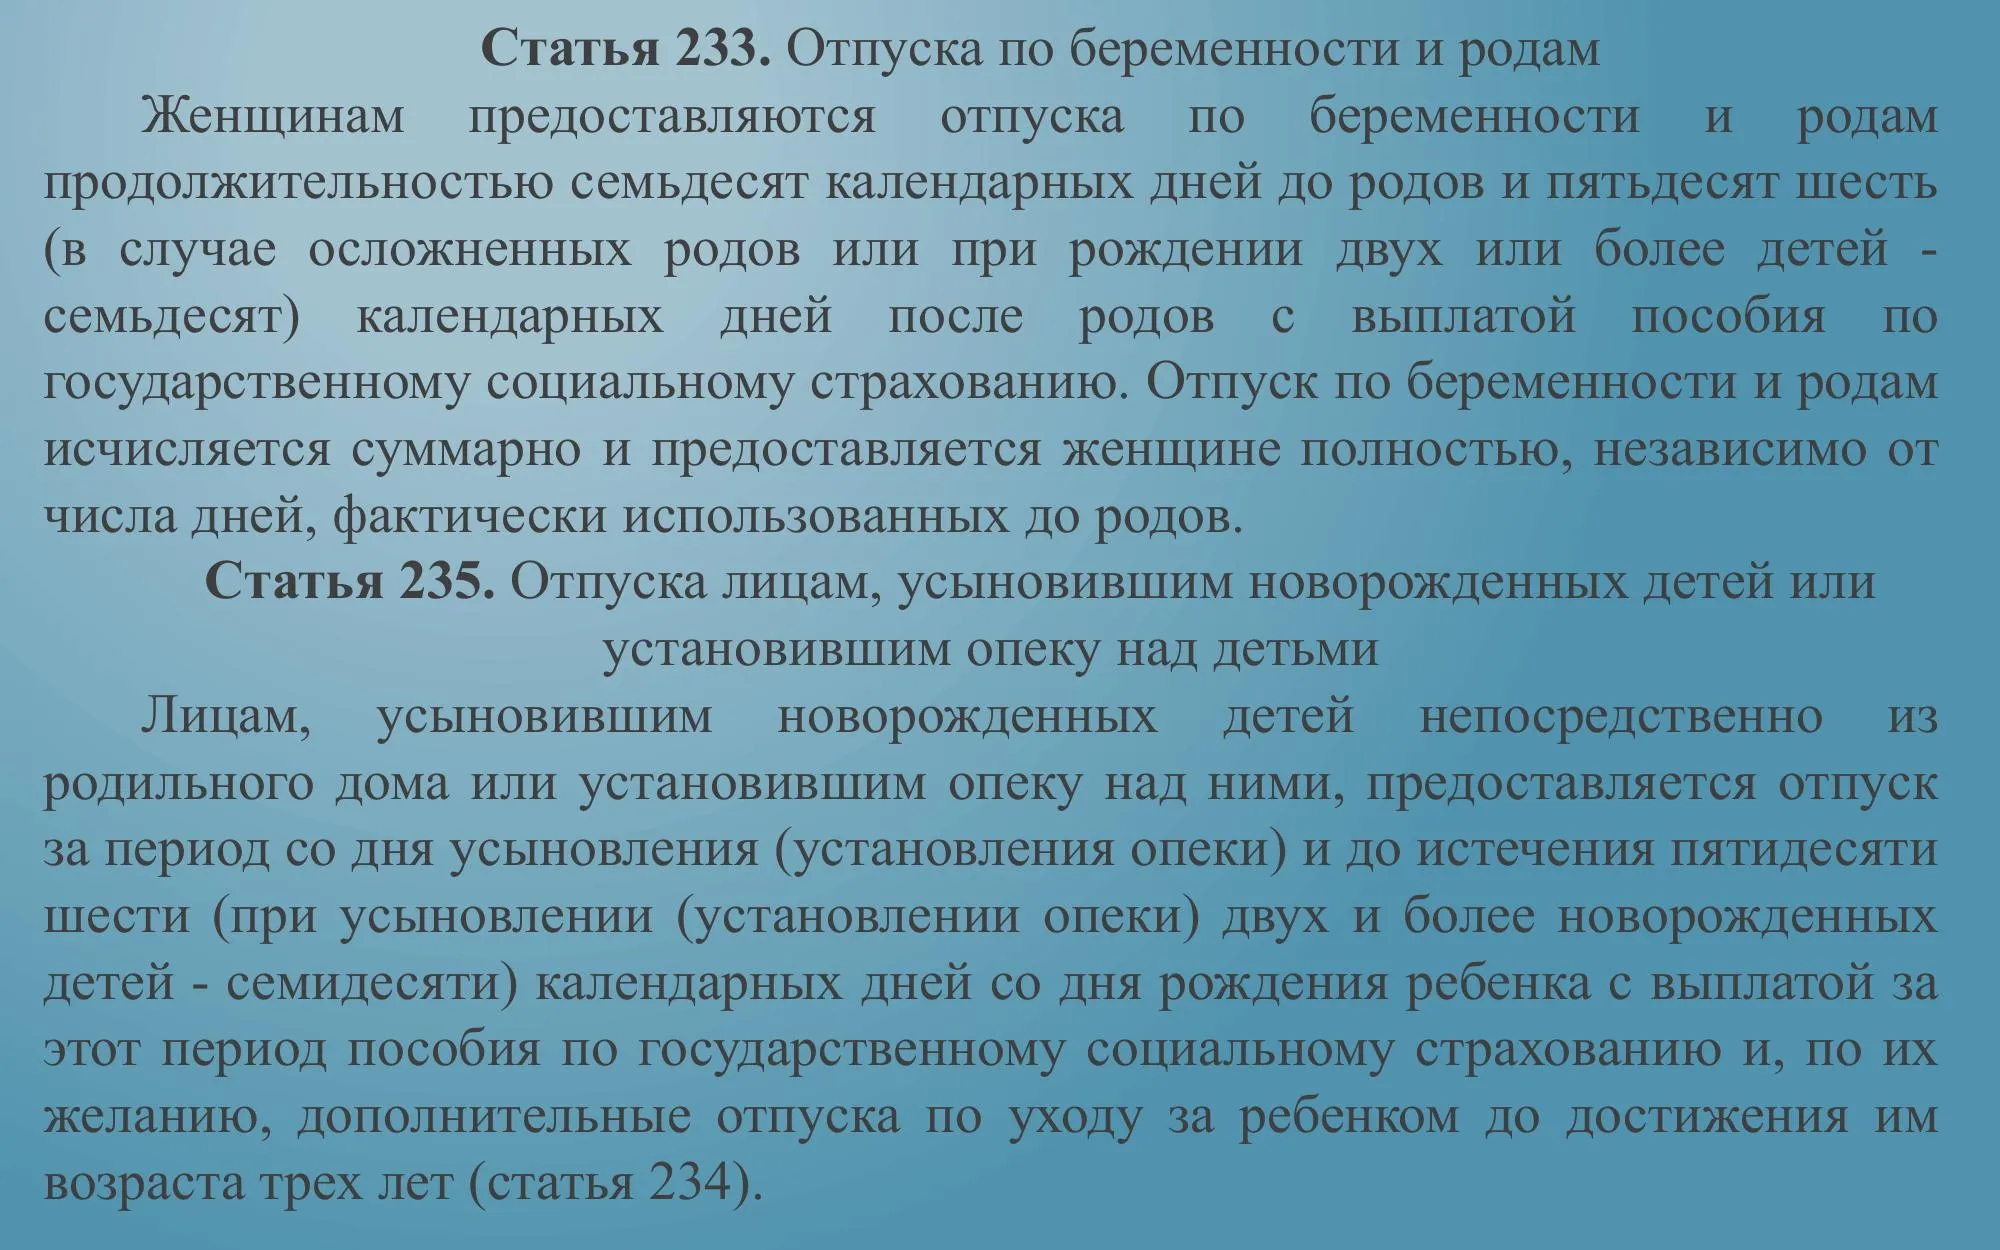 Статья 233. Отпуска по беременности и родам
Женщинам предоставляются отпуска по беременности и родам
продолжительностью семьдесят календарных дней до родов и пятьдесят шесть
(в случае осложненных родов или при рождении двух или более детей -
семьдесят) календарных дней после родов с выплатой пособия по
государственному социальному страхованию. Отпуск по беременности и родам
исчисляется суммарно и предоставляется женщине полностью, независимо от
числа дней, фактически использованных до родов.
Статья 235. Отпуска лицам, усыновившим новорожденных детей или
установившим опеку над детьми
Лицам, усыновившим новорожденных детей непосредственно из
родильного дома или установившим опеку над ними, предоставляется отпуск
за период со дня усыновления (установления опеки) и до истечения пятидесяти
шести (при усыновлении (установлении опеки) двух и более новорожденных
детей - семидесяти) календарных дней со дня рождения ребенка с выплатой за
этот период пособия по государственному социальному страхованию и, по их
желанию, дополнительные отпуска по уходу за ребенком до достижения им
возраста трех лет (статья 234).